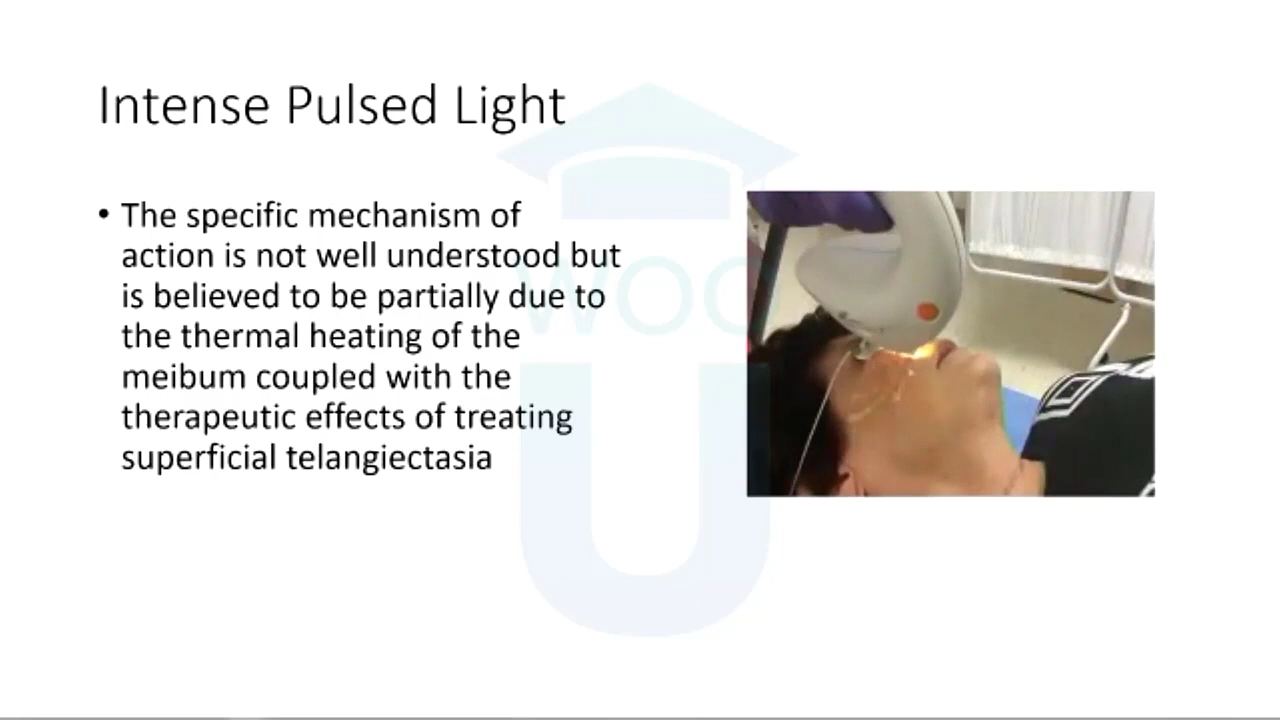 Intense Pulsed Light
• The specific mechanism of
action is not well understood but
is believed to be partially due to
the thermal heating of the
meibum coupled with the
therapeutic effects of treating
superficial telangiectasia
WOO
U